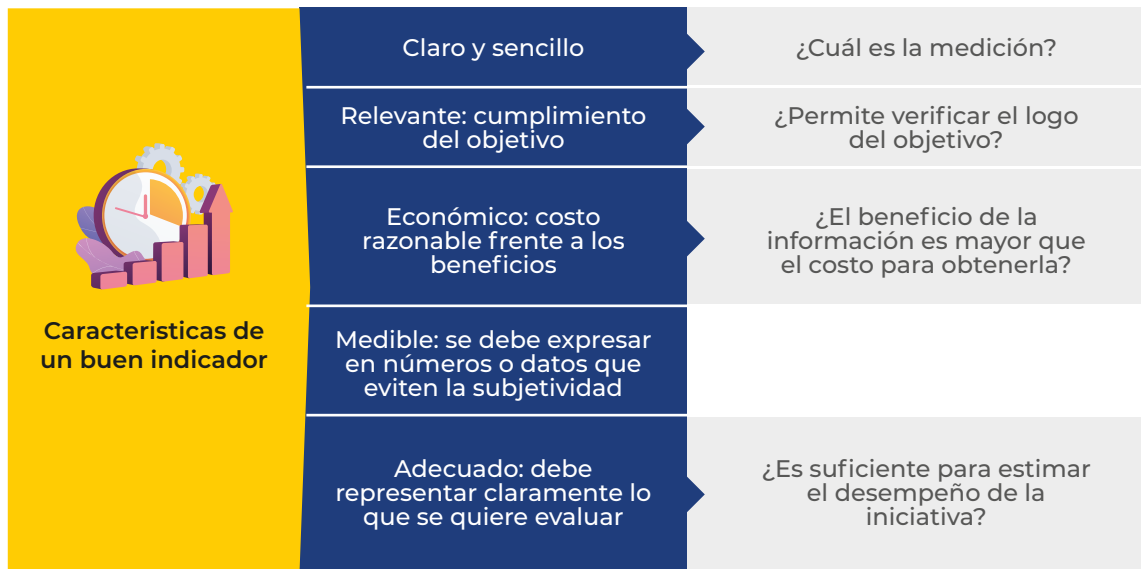 Caracteristicas de
un buen indicador
Claro y sencillo
¿Cuál es la medición?
Relevante: cumplimiento
del objetivo
¿Permite verificar el logo
del objetivo?
Económico: costo
razonable frente a los
beneficios
¿El beneficio de la
información es mayor que
el costo para obtenerla?
Medible: se debe expresar
en números o datos que
eviten la subjetividad
Adecuado: debe
representar claramente lo
que se quiere evaluar
¿Es suficiente para estimar
el desempeño de la
iniciativa?